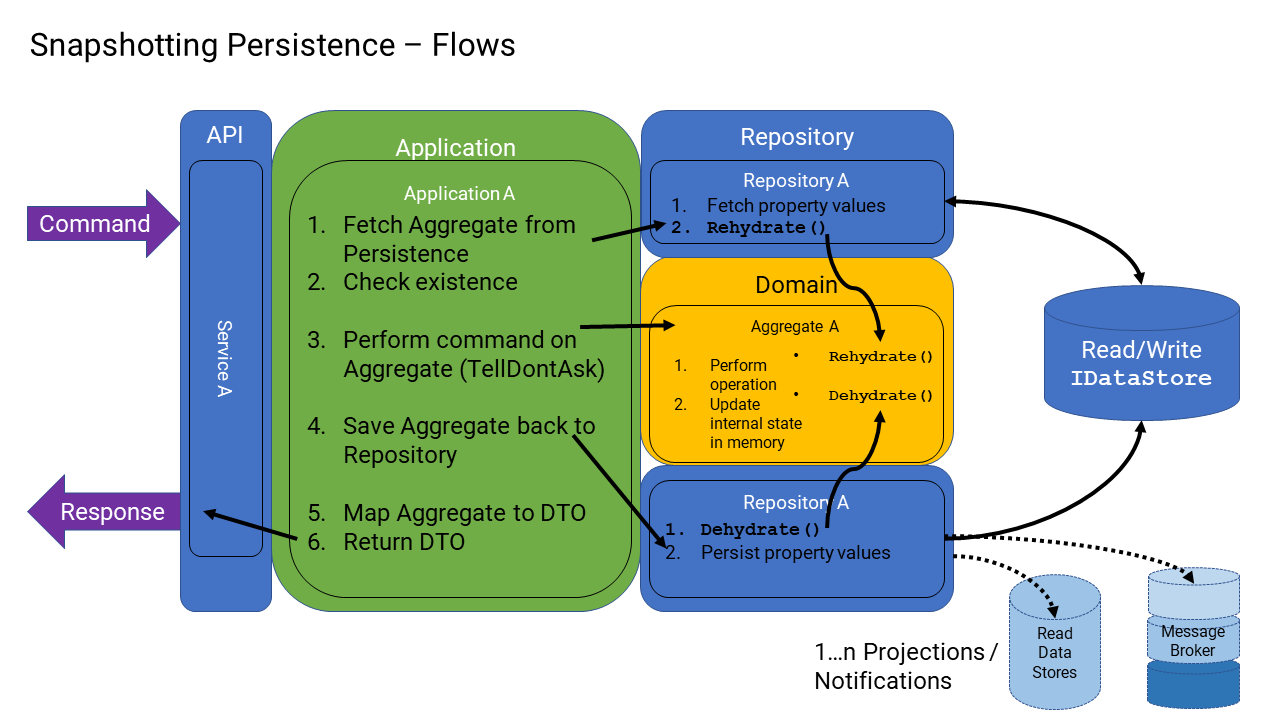 Snapshotting Persistence – Flows
API
Service A
Command
Response
Application
Application A
1. Fetch Aggregate from
Persistence
2. Check existence
3. Perform command on
Aggregate (TellDontAsk)
4. Save Aggregate back to
Repository
5. Map Aggregate to DTO
6. Return DTO
Repository
Repository A
1. Fetch property values
2. Rehydrate()
Domain
Aggregate A
1. Perform
operation
2. Update
internal state
in memory
• Rehydrate()
• Dehydrate()
Repository A
1. Dehydrate()
2. Persist property values
Read/Write
IDataStore
1...n Projections /
Notifications
Read
Data
Stores
Message
Broker